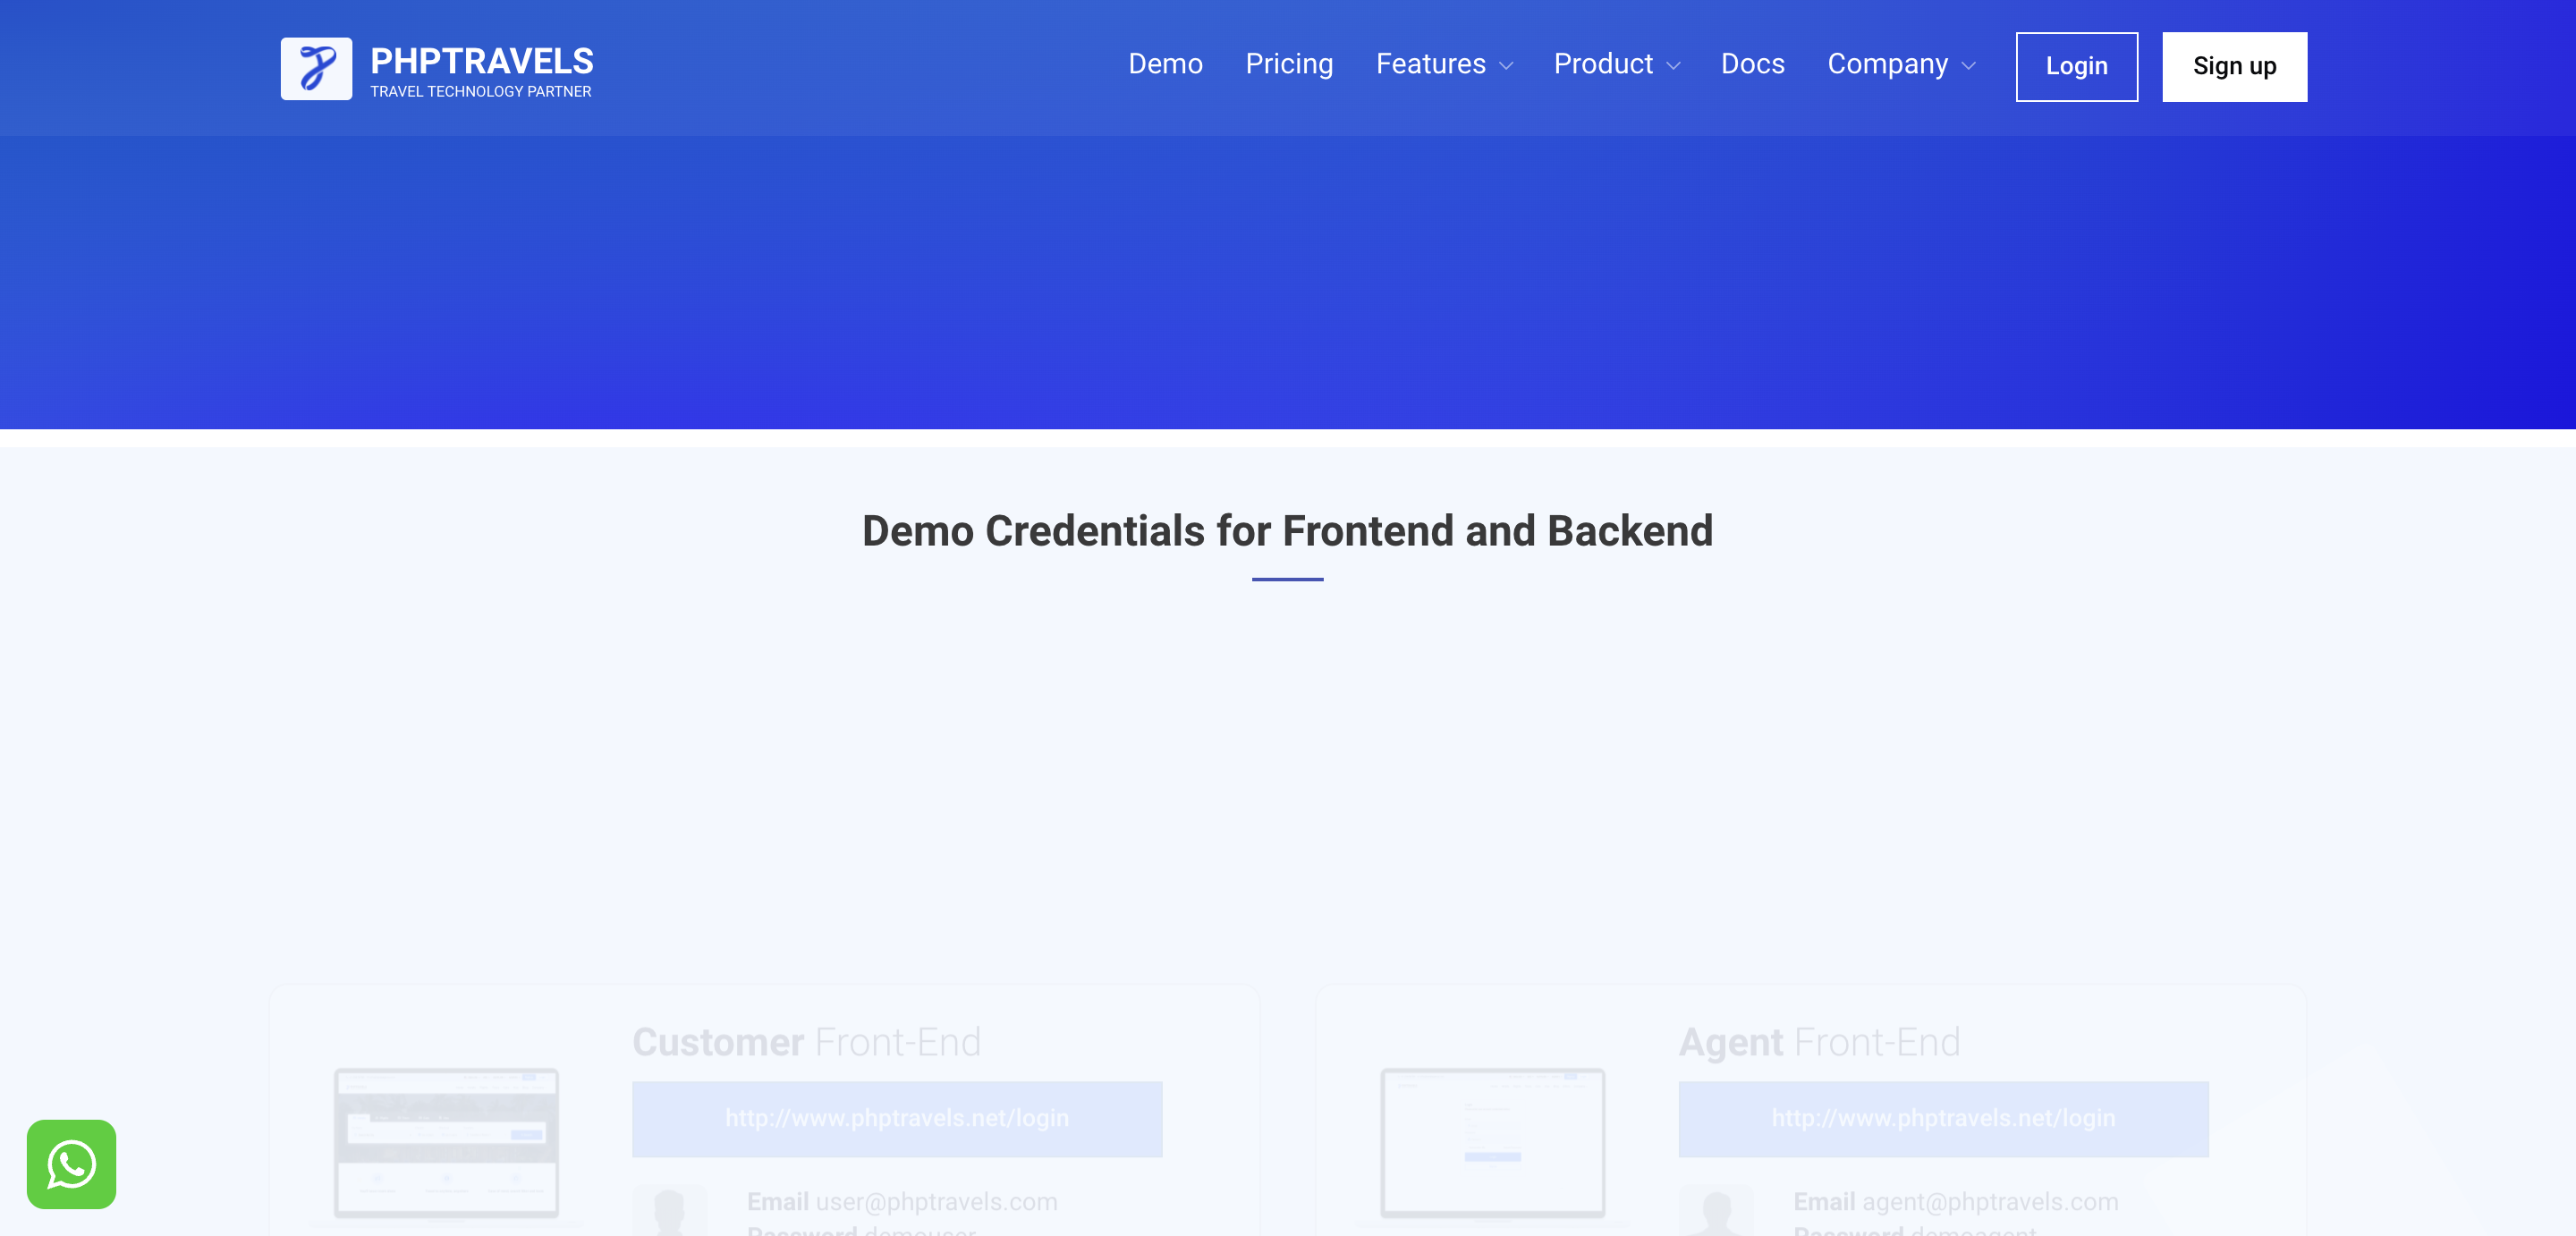 PHPTRAVELS
TRAVEL TECHNOLOGY PARTNER
Demo Pricing Features Product Docs Company Login Sign up
Demo Credentials for Frontend and Backend
Customer Front-End
http://www.phptravels.net/login
Email user@phptravels.com
Password demouser
Agent Front-End
http://www.phptravels.net/login
Email agent@phptravels.com
Password demoagent